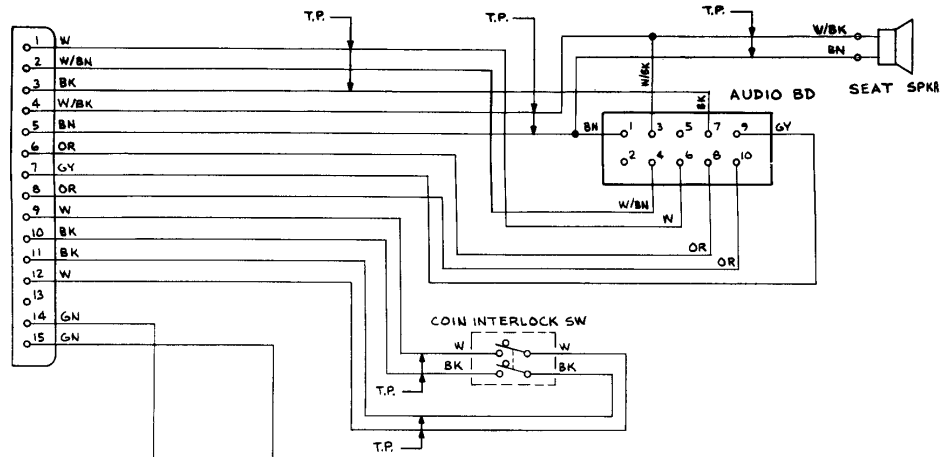 T.P. T.P. T.P.
W/BK
BN
SEAT SPKR
1 W
2 W/BN
3 BK
4 W/BK
5 BN
6 OR
7 GY
8 OR
9 W
10 BK
11 BK
12 W
13
14 GN
15 GN
W/BK
BK
AUDIO BD
BN 1 3 5 7 9 GY
2 4 6 8 10
W/BN
W
OR
OR
COIN INTERLOCK SW
W W
BK BK
T.P.
T.P.